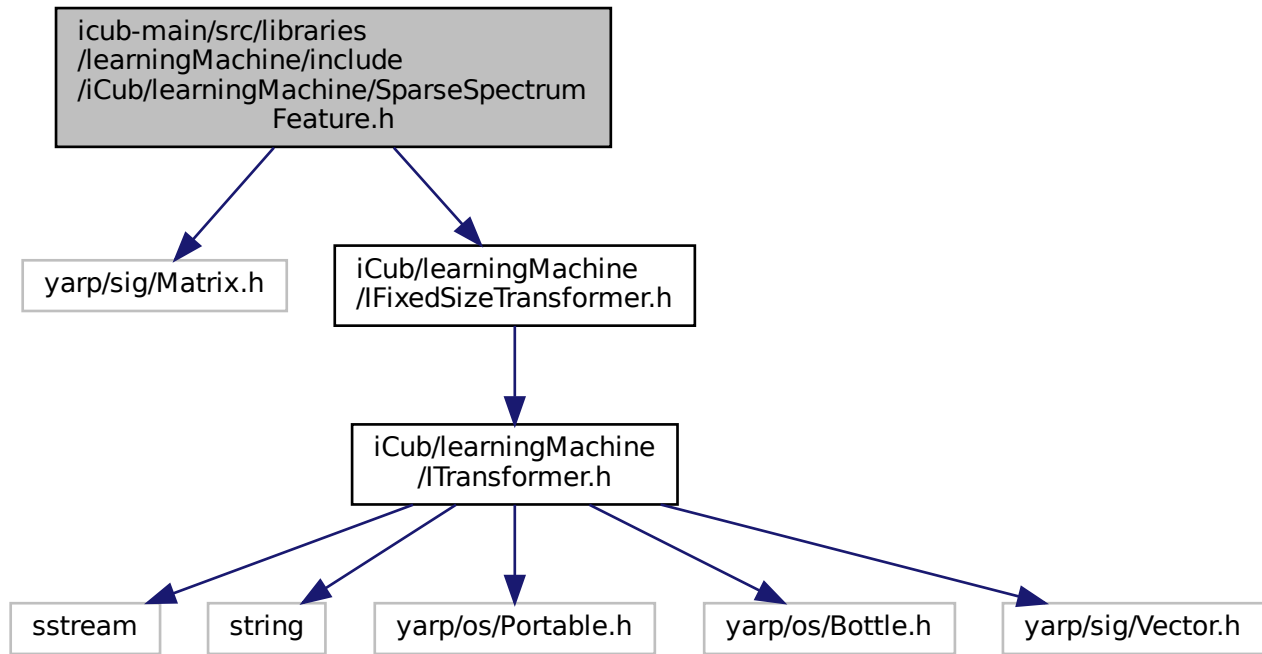 icub-main/src/libraries
/learningMachine/include
/iCub/learningMachine/SparseSpectrum
Feature.h
yarp/sig/Matrix.h
iCub/learningMachine
/IFixedSizeTransformer.h
iCub/learningMachine
/ITransformer.h
sstream
string
yarp/os/Portable.h
yarp/os/Bottle.h
yarp/sig/Vector.h